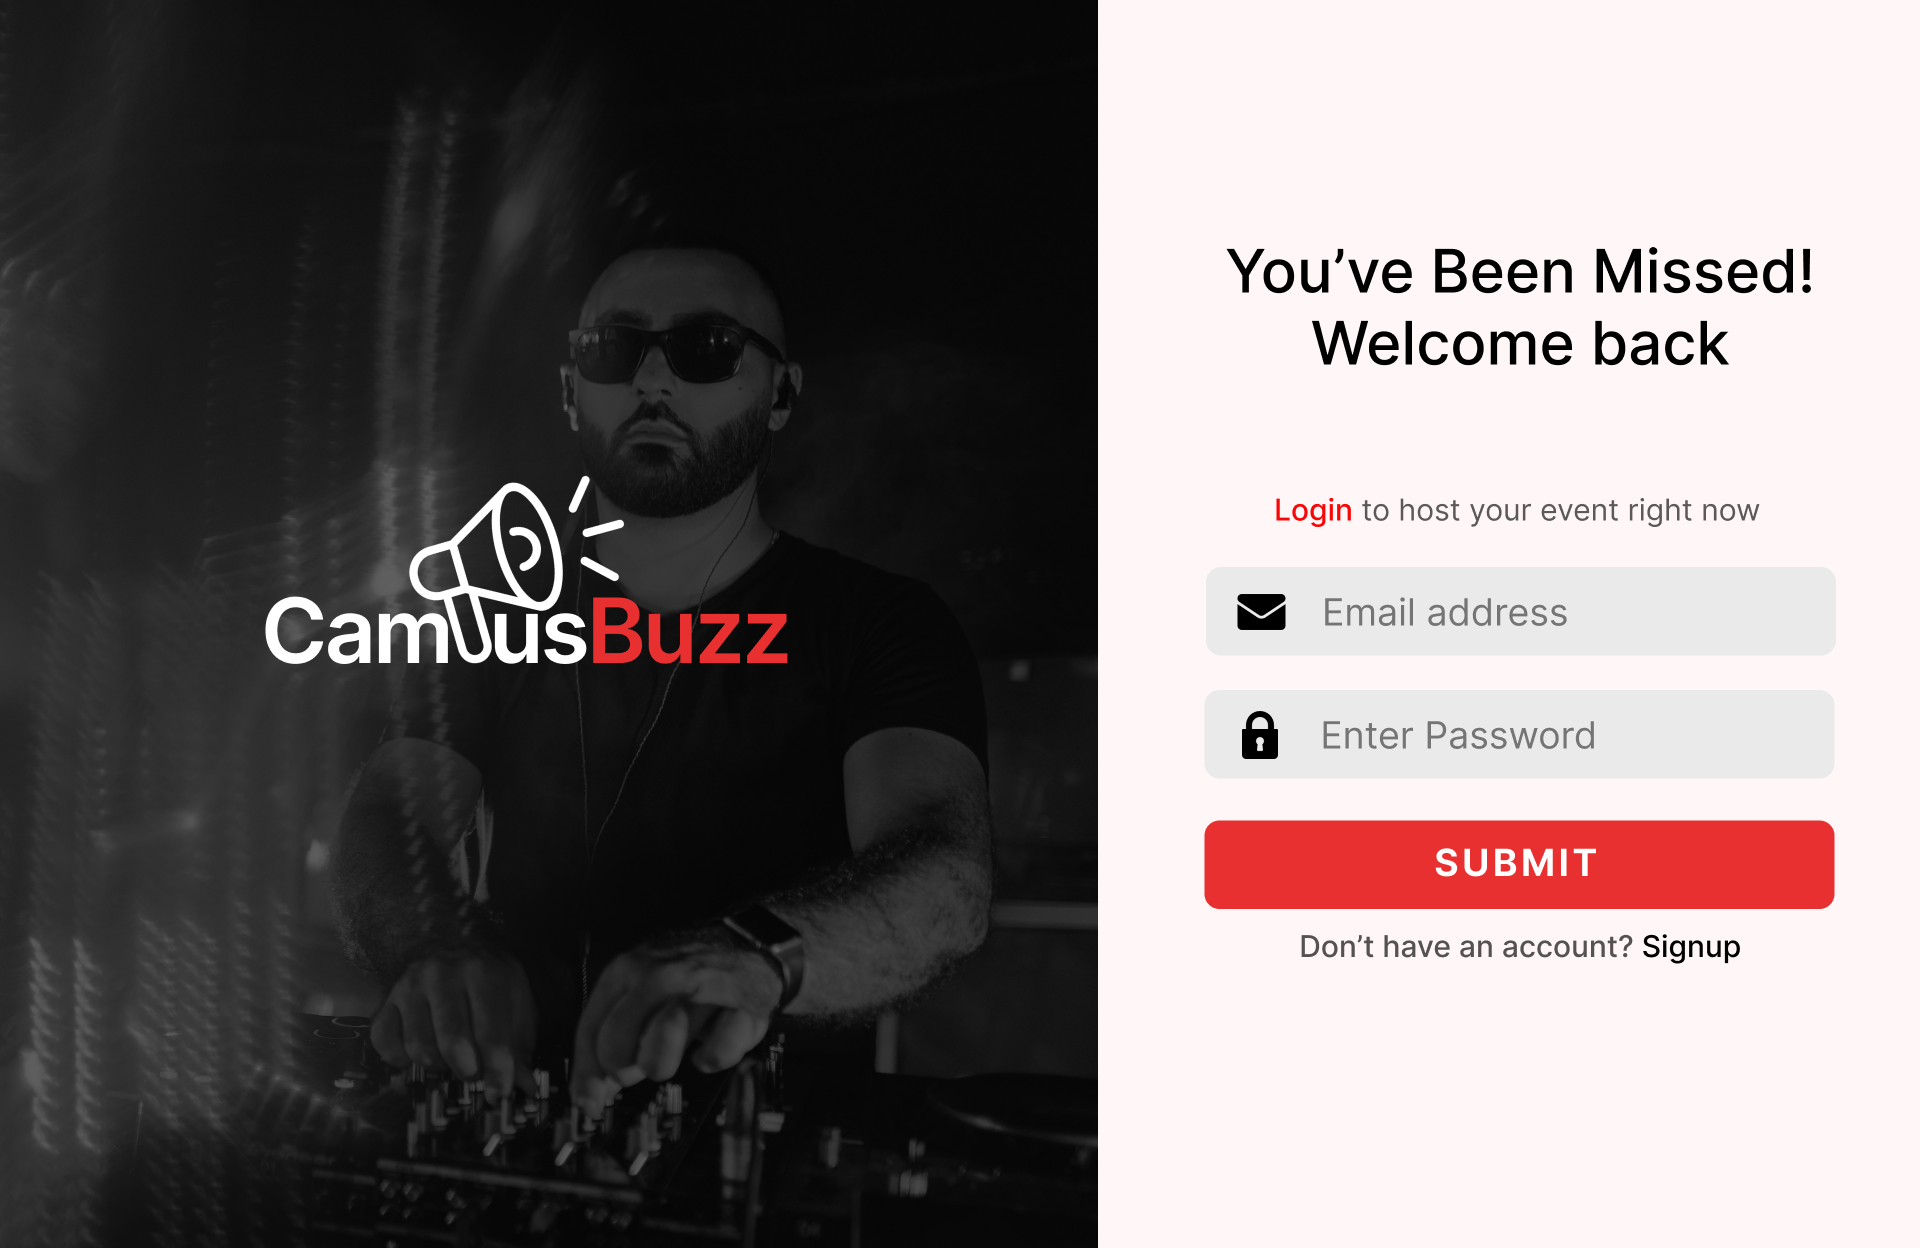 CampusBuzz
You’ve Been Missed!
Welcome back
Login to host your event right now
Email address
Enter Password
SUBMIT
Don’t have an account? Signup